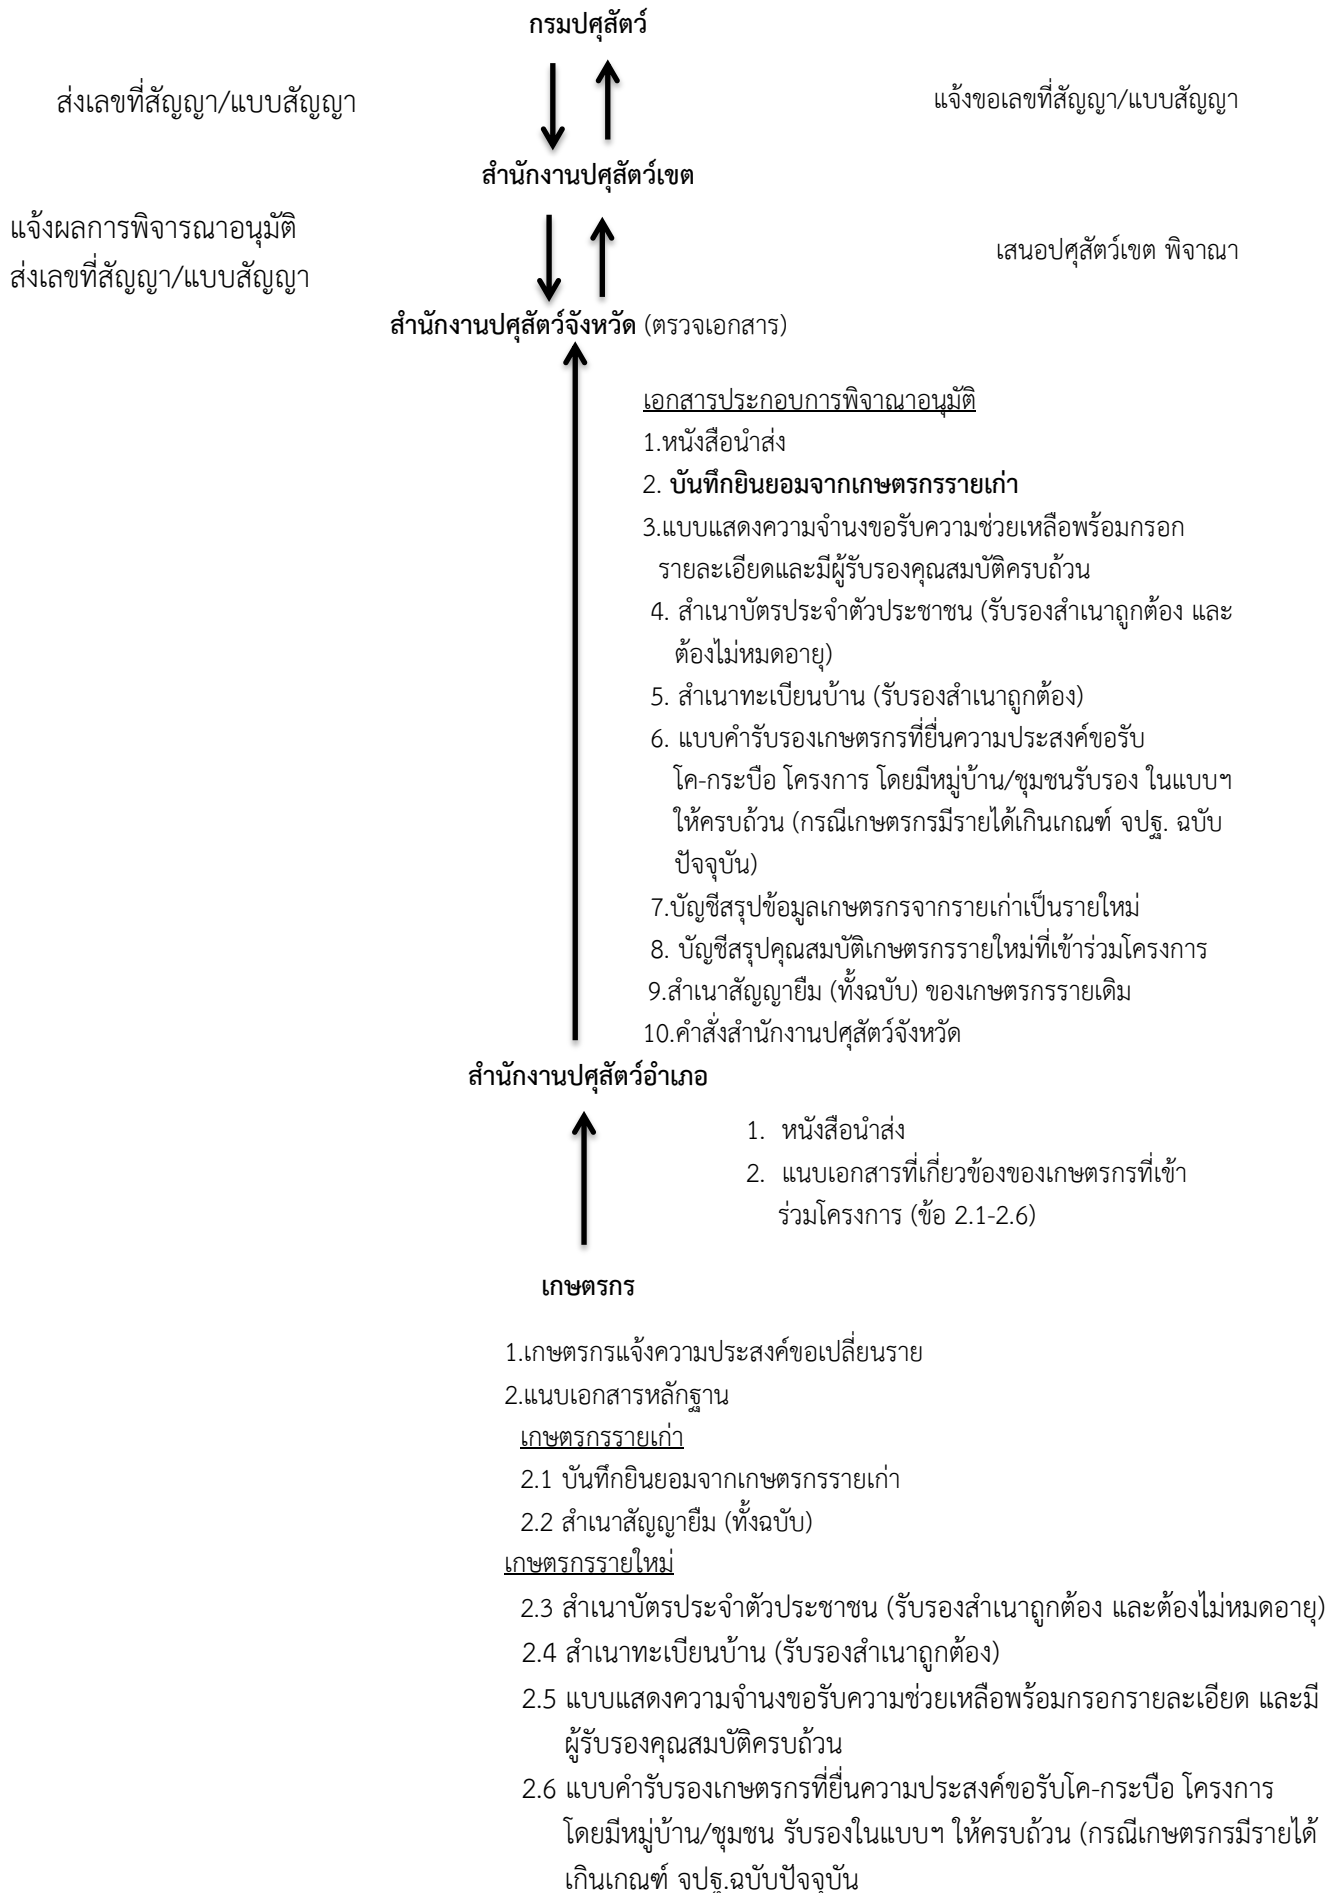 กรมปศุสัตว์
ส่งเลขที่สัญญา/แบบสัญญา
แจ้งขอเลขที่สัญญา/แบบสัญญา
สำนักงานปศุสัตว์เขต
แจ้งผลการพิจารณาอนุมัติ
ส่งเลขที่สัญญา/แบบสัญญา
เสนอปศุสัตว์เขต พิจาณา
สำนักงานปศุสัตว์จังหวัด (ตรวจเอกสาร)
เอกสารประกอบการพิจาณาอนุมัติ
1.หนังสือนำส่ง
2. บันทึกยินยอมจากเกษตรกรรายเก่า
3.แบบแสดงความจำนงขอรับความช่วยเหลือพร้อมกรอก
รายละเอียดและมีผู้รับรองคุณสมบัติครบถ้วน
4. สำเนาบัตรประจำตัวประชาชน (รับรองสำเนาถูกต้อง และ
ต้องไม่หมดอายุ)
5. สำเนาทะเบียนบ้าน (รับรองสำเนาถูกต้อง)
6. แบบคำรับรองเกษตรกรที่ยื่นความประสงค์ขอรับ
โค-กระบือ โครงการ โดยมีหมู่บ้าน/ชุมชนรับรอง ในแบบฯ
ให้ครบถ้วน (กรณีเกษตรกรมีรายได้เกินเกณฑ์ จปฐ. ฉบับ
ปัจจุบัน)
7.บัญชีสรุปข้อมูลเกษตรกรจากรายเก่าเป็นรายใหม่
8. บัญชีสรุปคุณสมบัติเกษตรกรรายใหม่ที่เข้าร่วมโครงการ
9.สำเนาสัญญายืม (ทั้งฉบับ) ของเกษตรกรรายเดิม
10.คำสั่งสำนักงานปศุสัตว์จังหวัด
สำนักงานปศุสัตว์อำเภอ
1. หนังสือนำส่ง
2. แนบเอกสารที่เกี่ยวข้องของเกษตรกรที่เข้า
ร่วมโครงการ (ข้อ 2.1-2.6)
เกษตรกร
1.เกษตรกรแจ้งความประสงค์ขอเปลี่ยนราย
2.แนบเอกสารหลักฐาน
เกษตรกรรายเก่า
2.1 บันทึกยินยอมจากเกษตรกรรายเก่า
2.2 สำเนาสัญญายืม (ทั้งฉบับ)
เกษตรกรรายใหม่
2.3 สำเนาบัตรประจำตัวประชาชน (รับรองสำเนาถูกต้อง และต้องไม่หมดอายุ)
2.4 สำเนาทะเบียนบ้าน (รับรองสำเนาถูกต้อง)
2.5 แบบแสดงความจำนงขอรับความช่วยเหลือพร้อมกรอกรายละเอียด และมี
ผู้รับรองคุณสมบัติครบถ้วน
2.6 แบบคำรับรองเกษตรกรที่ยื่นความประสงค์ขอรับโค-กระบือ โครงการ
โดยมีหมู่บ้าน/ชุมชน รับรองในแบบฯ ให้ครบถ้วน (กรณีเกษตรกรมีรายได้
เกินเกณฑ์ จปฐ.ฉบับปัจจุบัน